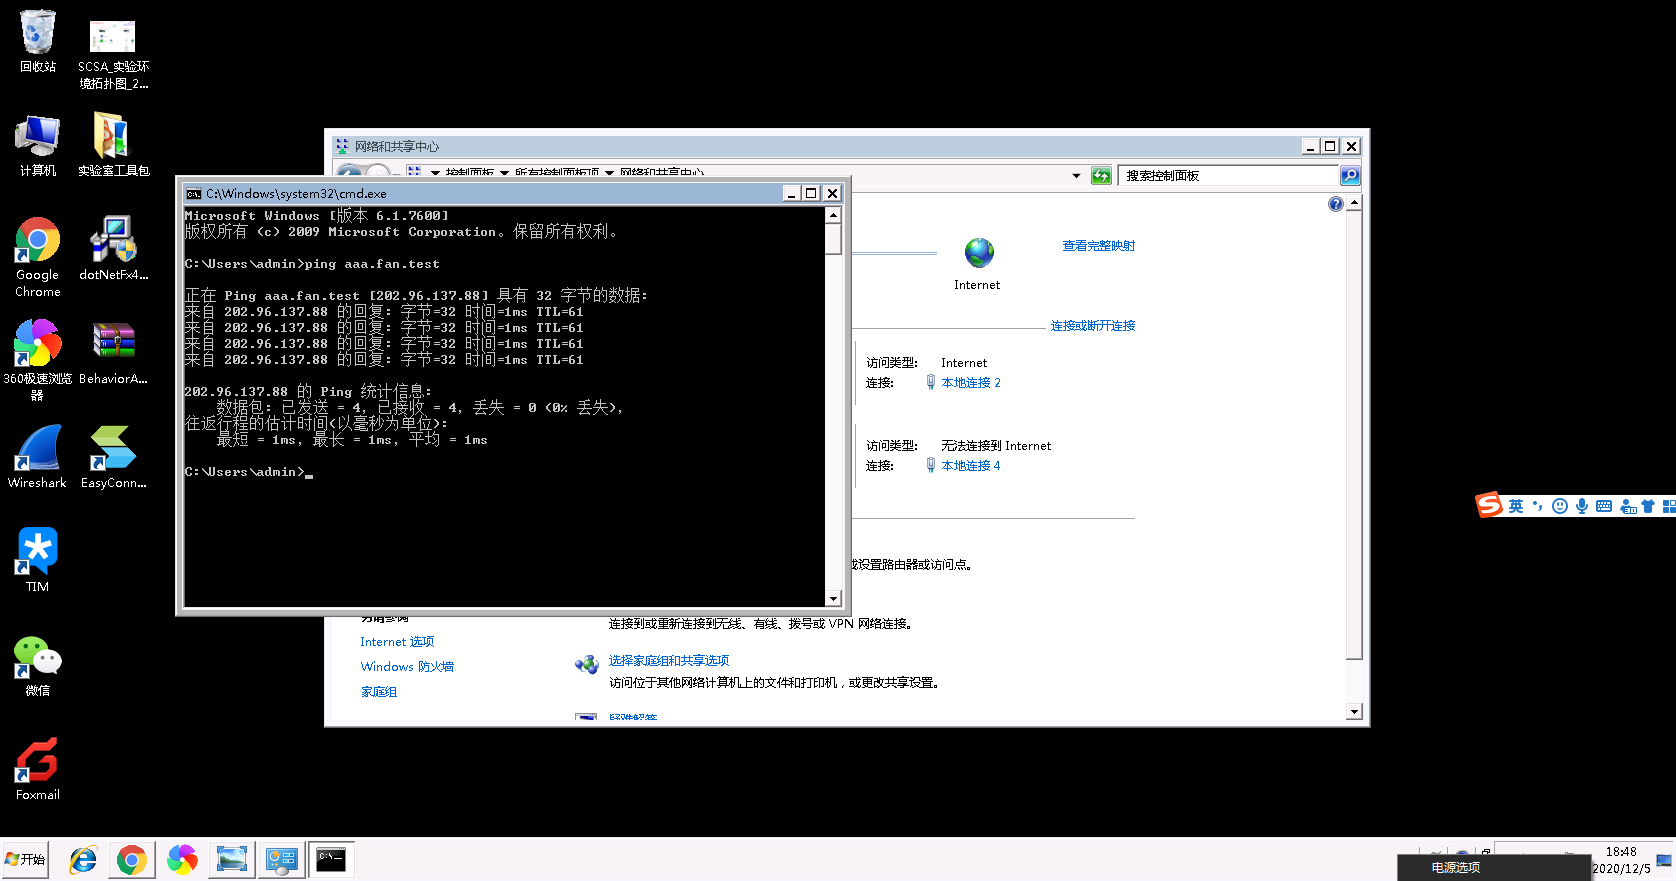 回收站
SCSA_实验环
境拓扑图_2...
计算机
实验室工具包
Google
Chrome
dotNetFx4...
360极速浏览
器
BehaviorA...
Wireshark
EasyConn...
TIM
微信
Foxmail
网络和共享中心
控制面板 所有控制面板项 网络和共享中心
搜索控制面板
C:\Windows\system32\cmd.exe
Microsoft Windows [版本 6.1.7600]
版权所有 (c) 2009 Microsoft Corporation。保留所有权利。
C:\Users\admin>ping aaa.fan.test
正在 Ping aaa.fan.test [202.96.137.88] 具有 32 字节的数据:
来自 202.96.137.88 的回复: 字节=32 时间=1ms TTL=61
来自 202.96.137.88 的回复: 字节=32 时间=1ms TTL=61
来自 202.96.137.88 的回复: 字节=32 时间=1ms TTL=61
来自 202.96.137.88 的回复: 字节=32 时间=1ms TTL=61
202.96.137.88 的 Ping 统计信息:
数据包: 已发送 = 4, 已接收 = 4, 丢失 = 0 (0% 丢失),
往返行程的估计时间(以毫秒为单位):
最短 = 1ms, 最长 = 1ms, 平均 = 1ms
C:\Users\admin>_
查看完整映射
Internet
连接或断开连接
访问类型: Internet
连接: 本地连接 2
访问类型: 无法连接到 Internet
连接: 本地连接 4
或设置路由器或访问点。
连接到或重新连接到无线、有线、拨号或 VPN 网络连接。
另请参阅
Internet 选项
Windows 防火墙
家庭组
选择家庭组和共享选项
访问位于其他网络计算机上的文件和打印机，或更改共享设置。
疑难解答
英
开始
C:\_
电源选项
18:48
2020/12/5